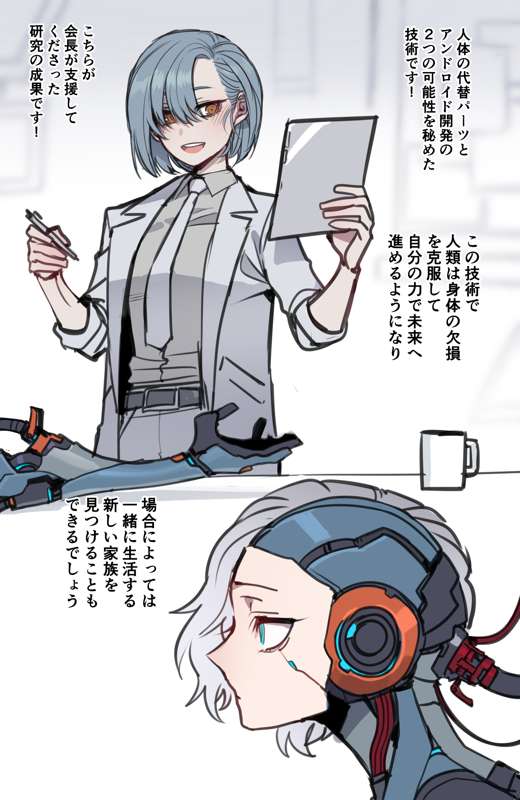 人体の代替パーツと
アンドロイド開発の
２つの可能性を秘めた
技術です！
こちらが
会長が支援して
くださった
研究の成果です！
この技術で
人類は身体の欠損
を克服して
自分の力で未来へ
進めるようになり
場合によっては
一緒に生活する
新しい家族を
見つけることも
できるでしょう